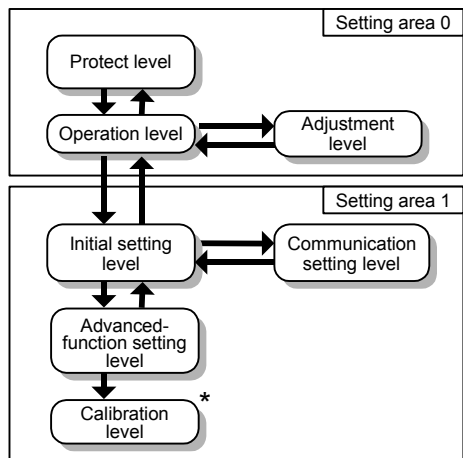 Setting area 0
Protect level
Operation level
Adjustment
level
Setting area 1
Initial setting
level
Communication
setting level
Advanced-
function setting
level
*
Calibration
level